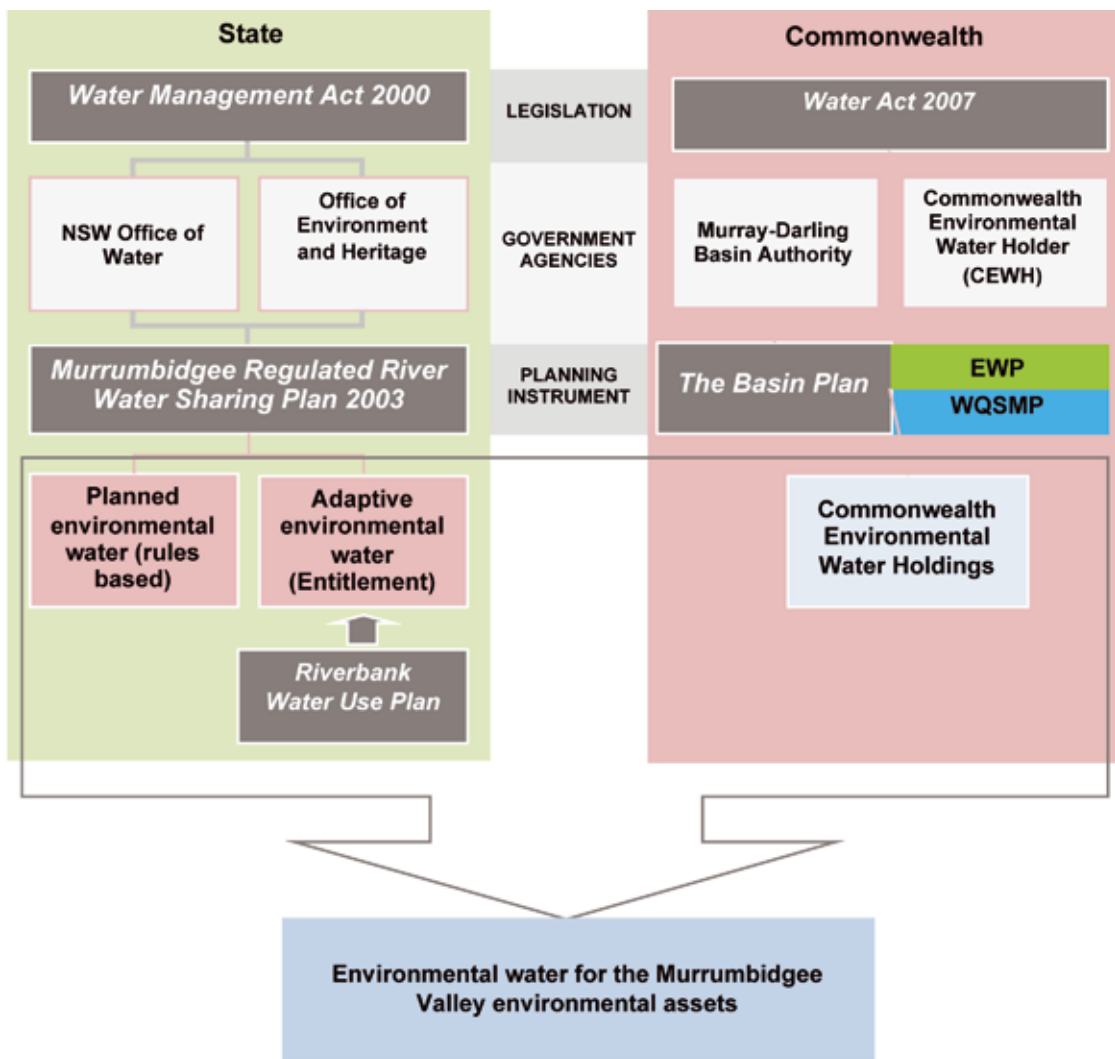 State
Commonwealth
Water Management Act 2000
LEGISLATION
Water Act 2007
NSW Office of
Water
Office of
Environment
and Heritage
GOVERNMENT
AGENCIES
Murray-Darling
Basin Authority
Commonwealth
Environmental
Water Holder
(CEWH)
Murrumbidgee Regulated River
Water Sharing Plan 2003
PLANNING
INSTRUMENT
The Basin Plan
EWP
WQSMP
Planned
environmental
water (rules
based)
Adaptive
environmental
water
(Entitlement)
Commonwealth
Environmental
Water Holdings
Riverbank
Water Use Plan
Environmental water for the Murrumbidgee
Valley environmental assets